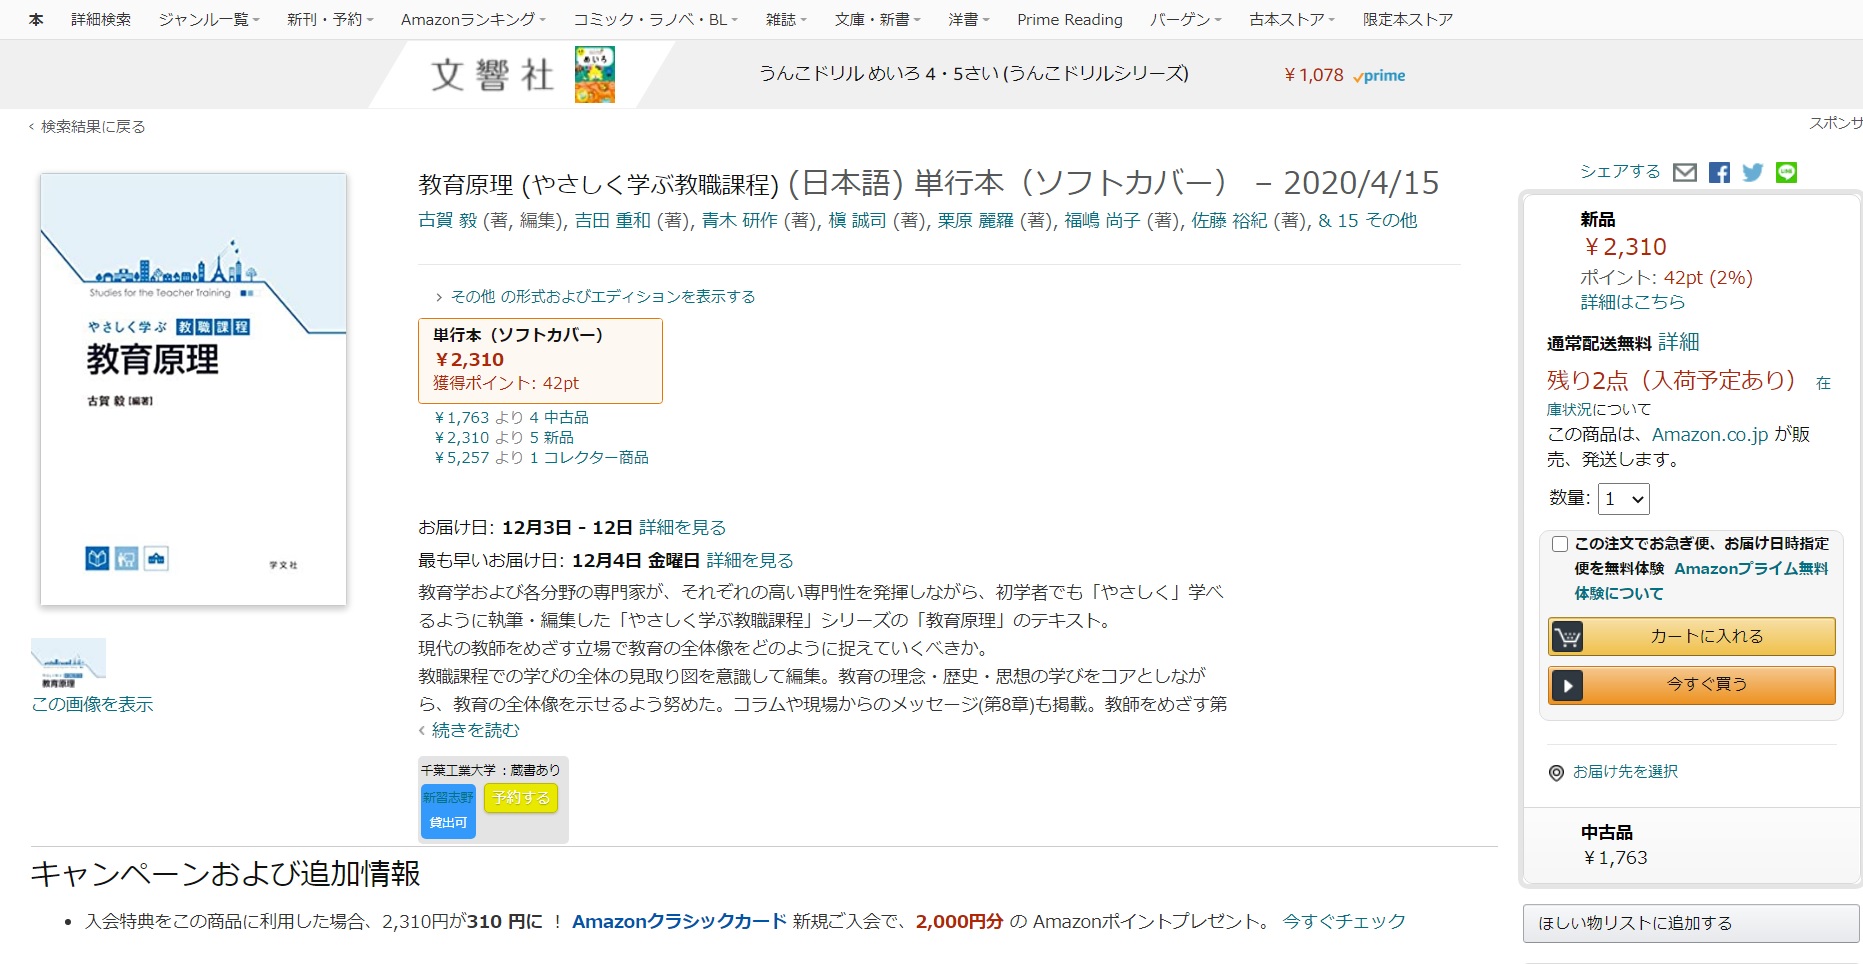 本 詳細検索 ジャンル一覧 新刊・予約 Amazonランキング コミック・ラノベ・BL 雑誌 文庫・新書 洋書 Prime Reading バーゲン 古本ストア 限定本ストア
文響社 めいろ うんこドリル めいろ 4・5さい (うんこドリルシリーズ) ￥1,078 prime
‹ 検索結果に戻る
スポンサ
シェアする
教育原理 (やさしく学ぶ教職課程) (日本語) 単行本（ソフトカバー） – 2020/4/15
古賀 毅 (著, 編集), 吉田 重和 (著), 青木 研作 (著), 槇 誠司 (著), 栗原 麗羅 (著), 福嶋 尚子 (著), 佐藤 裕紀 (著), & 15 その他
Studies for the Teacher Training
やさしく学ぶ 教職課程
教育原理
古賀 毅【編著】
学文社
教育原理
この画像を表示
› その他 の形式およびエディションを表示する
単行本（ソフトカバー）
￥2,310
獲得ポイント: 42pt
￥1,763 より 4 中古品
￥2,310 より 5 新品
￥5,257 より 1 コレクター商品
お届け日: 12月3日 - 12日 詳細を見る
最も早いお届け日: 12月4日 金曜日 詳細を見る
教育学および各分野の専門家が、それぞれの高い専門性を発揮しながら、初学者でも「やさしく」学べ
るように執筆・編集した「やさしく学ぶ教職課程」シリーズの「教育原理」のテキスト。
現代の教師をめざす立場で教育の全体像をどのように捉えていくべきか。
教職課程での学びの全体の見取り図を意識して編集。教育の理念・歴史・思想の学びをコアとしなが
ら、教育の全体像を示せるよう努めた。コラムや現場からのメッセージ(第8章)も掲載。教師をめざす第
‹ 続きを読む
千葉工業大学 : 蔵書あり
新習志野 予約する
貸出可
新品
￥2,310
ポイント: 42pt (2%)
詳細はこちら
通常配送無料 詳細
残り2点（入荷予定あり） 在
庫状況について
この商品は、Amazon.co.jp が販
売、発送します。
数量: 1
この注文でお急ぎ便、お届け日時指定
便を無料体験 Amazonプライム無料
体験について
カートに入れる
今すぐ買う
お届け先を選択
中古品
￥1,763
ほしい物リストに追加する
キャンペーンおよび追加情報
• 入会特典をこの商品に利用した場合、2,310円が310 円に ！ Amazonクラシックカード 新規ご入会で、2,000円分 の Amazonポイントプレゼント。 今すぐチェック